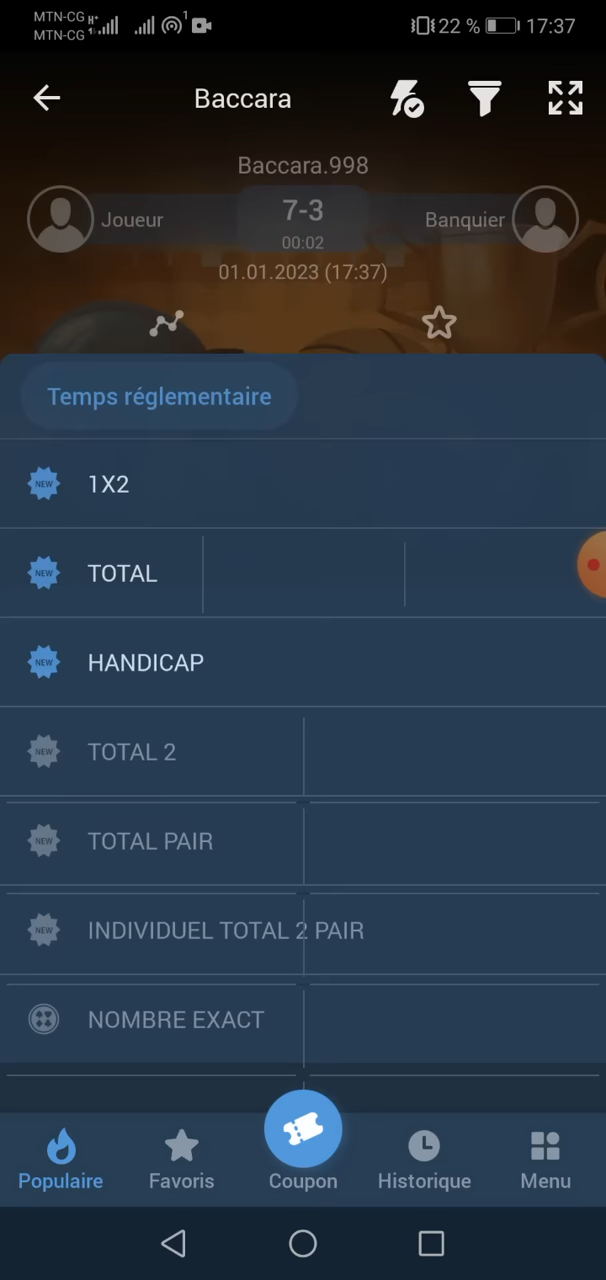 MTN-CG
MTN-CG
1
22 %
17:37
Baccara
Baccara.998
Joueur
7-3
Banquier
00:02
01.01.2023 (17:37)
Temps réglementaire
NEW 1X2
NEW TOTAL
NEW HANDICAP
NEW TOTAL 2
NEW TOTAL PAIR
NEW INDIVIDUEL TOTAL 2 PAIR
NOMBRE EXACT
Populaire
Favoris
Coupon
Historique
Menu